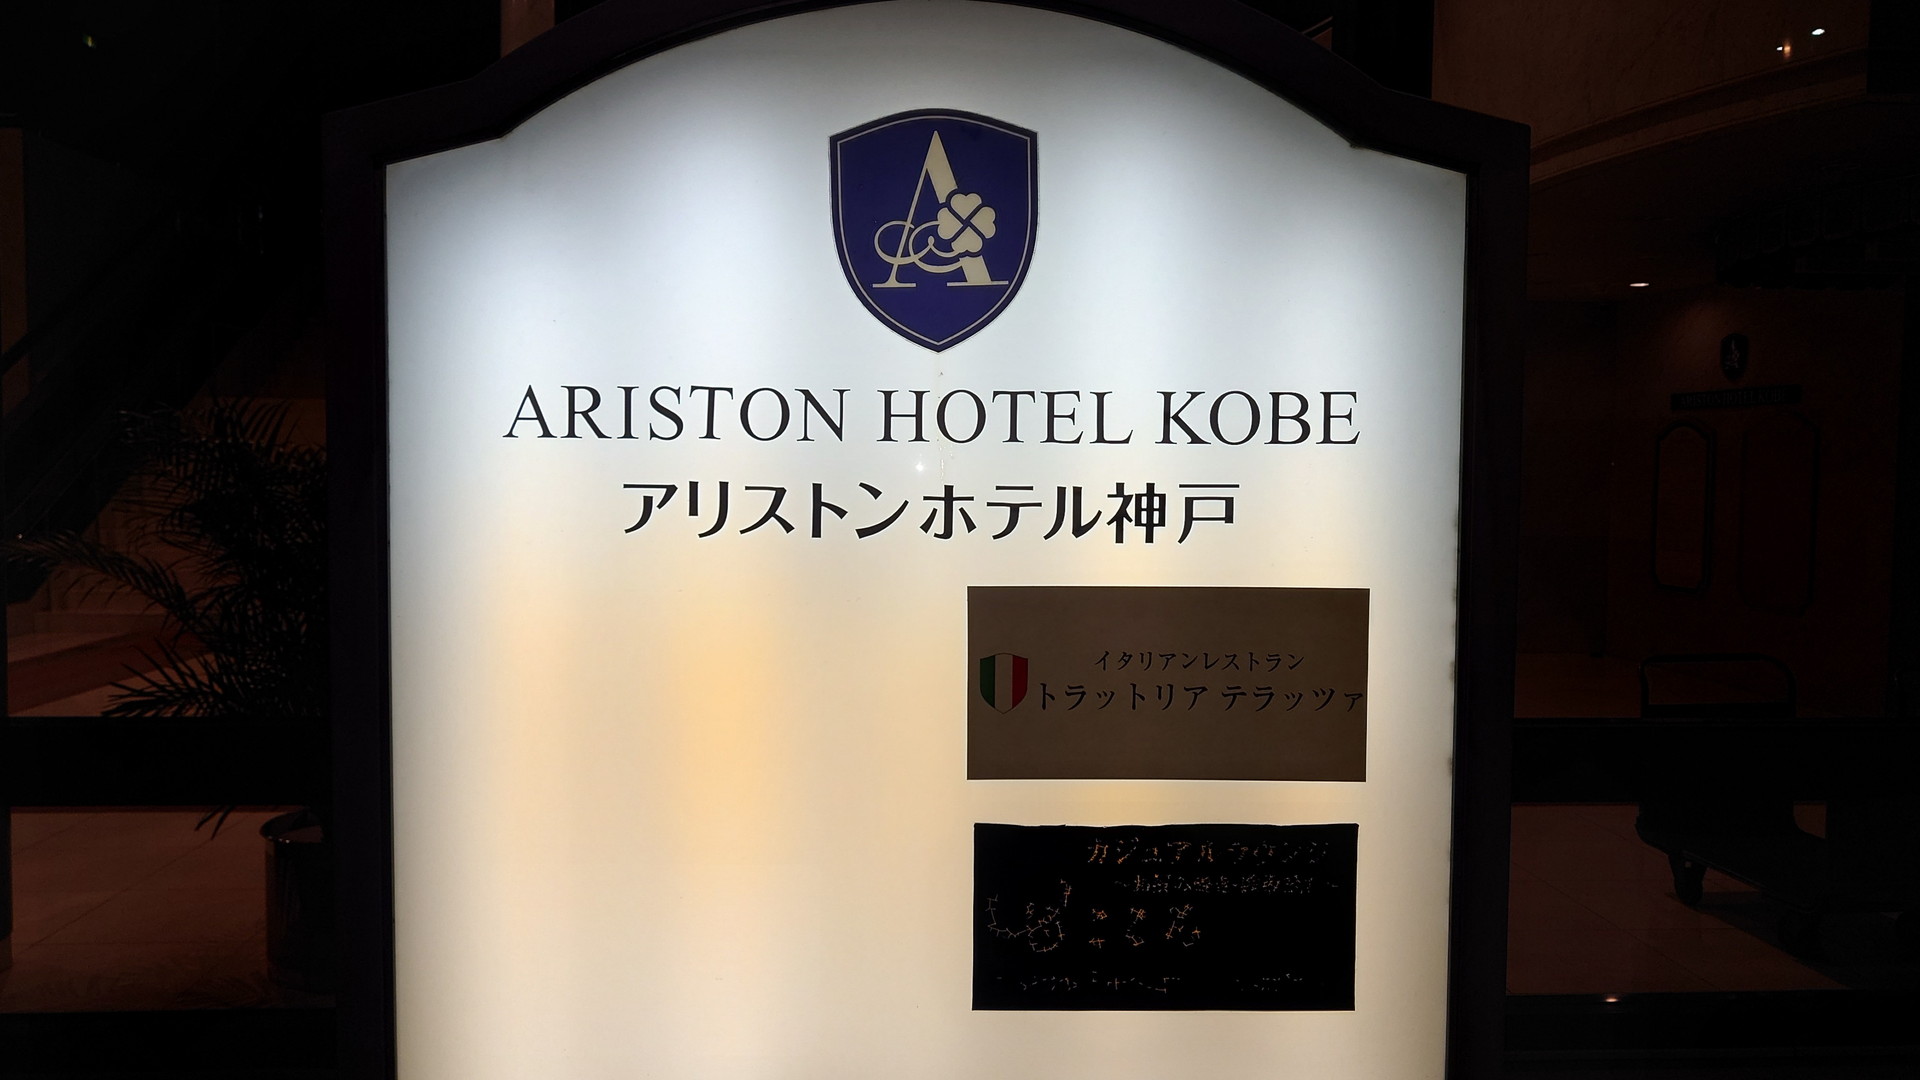 ARISTON HOTEL KOBE
アリストンホテル神戸
イタリアンレストラン
トラットリア テラッツァ
カジュアルラウンジ